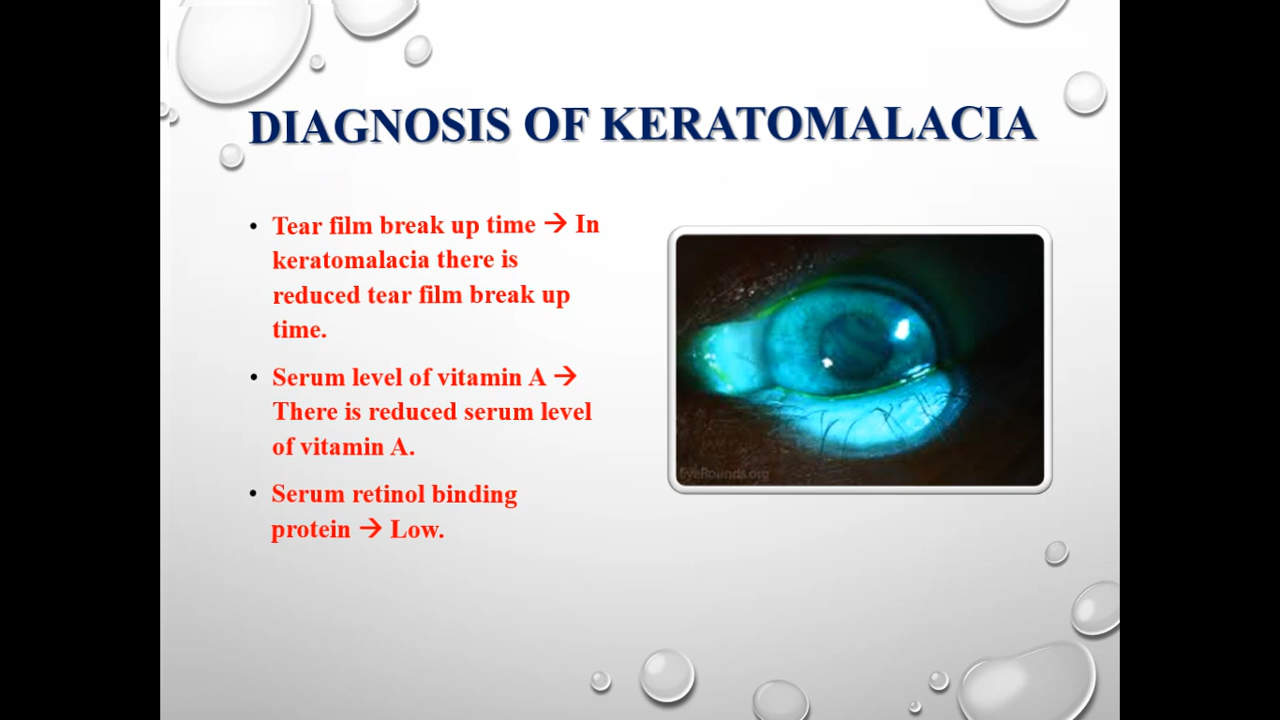 DIAGNOSIS OF KERATOMALACIA
• Tear film break up time → In
keratomalacia there is
reduced tear film break up
time.
• Serum level of vitamin A →
There is reduced serum level
of vitamin A.
• Serum retinol binding
protein → Low.
EyeRounds.org